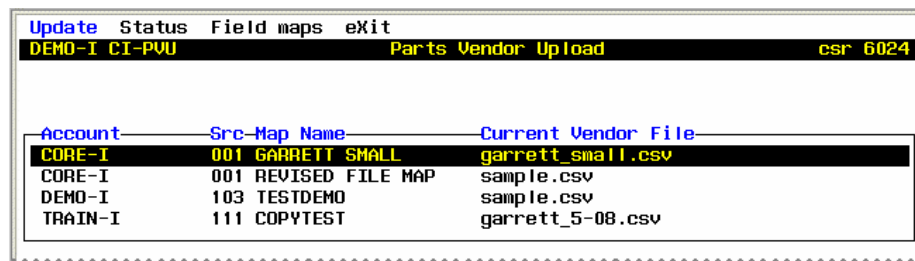 Update Status Field maps eXit
DEMO-I CI-PVU Parts Vendor Upload csr 6024
Account Src Map Name Current Vendor File
CORE-I 001 GARRETT SMALL garrett_small.csv
CORE-I 001 REVISED FILE MAP sample.csv
DEMO-I 103 TESTDEMO sample.csv
TRAIN-I 111 COPYTEST garrett_5-08.csv